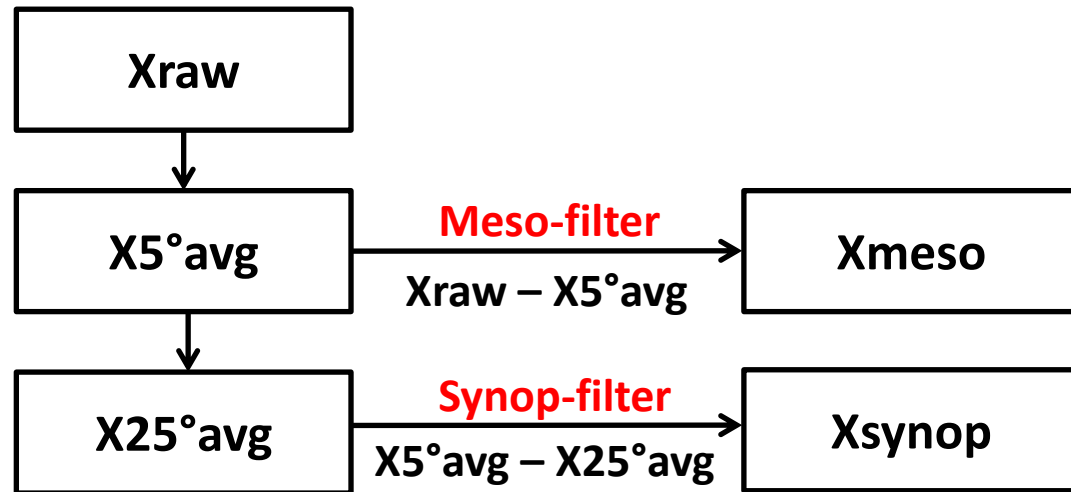 Xraw
Meso-filter
X5°avg
Xmeso
Xraw – X5°avg
Synop-filter
X25°avg
Xsynop
X5°avg – X25°avg